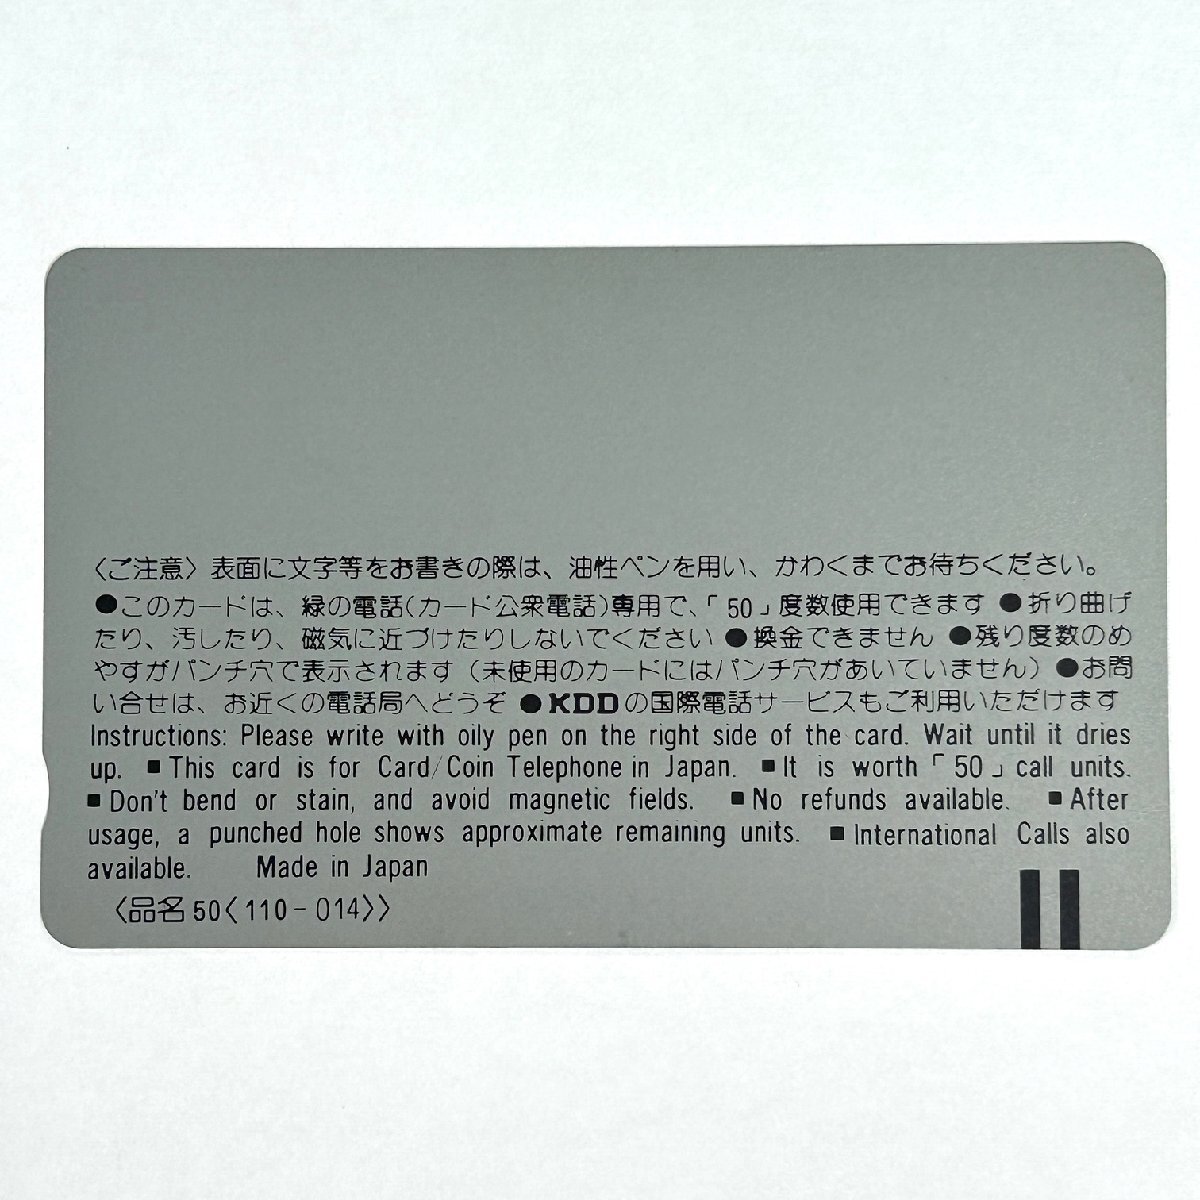 〈ご注意〉表面に文字等をお書きの際は、油性ペンを用い、かわくまでお待ちください。
●このカードは、緑の電話(カード公衆電話)専用で、「50」度数使用できます ●折り曲げ
たり、汚したり、磁気に近づけたりしないでください ●換金できません ●残り度数のめ
やすがパンチ穴で表示されます(未使用のカードにはパンチ穴があいていません) ●お問
い合せは、お近くの電話局へどうぞ ●KDDの国際電話サービスもご利用いただけます
Instructions: Please write with oily pen on the right side of the card. Wait until it dries
up. ■This card is for Card/Coin Telephone in Japan. ■It is worth「50」call units.
■Don't bend or stain, and avoid magnetic fields. ■No refunds available. ■After
usage, a punched hole shows approximate remaining units. ■International Calls also
available. Made in Japan
〈品名50〈110-014〉〉